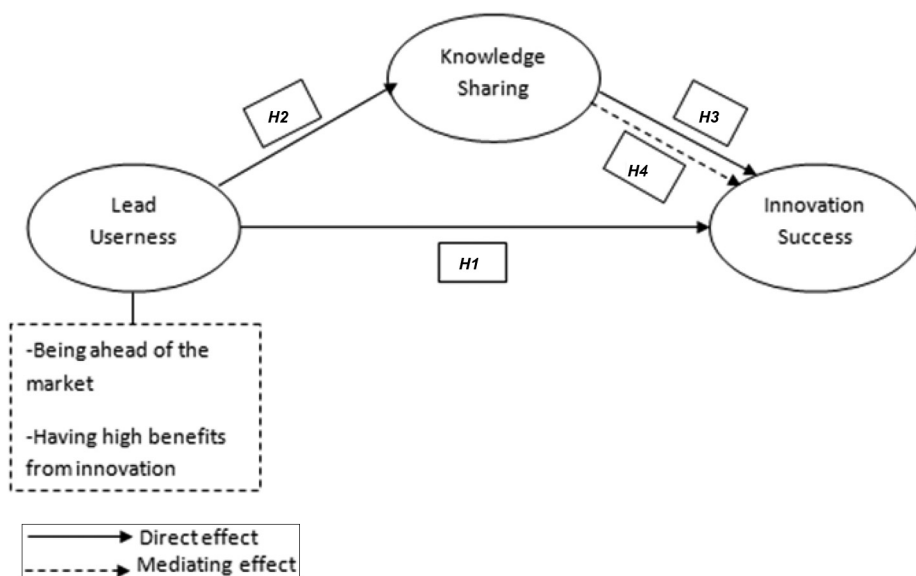 Knowledge
Sharing
H2
H3
H4
Lead
Userness
Innovation
Success
H1
-Being ahead of the
market
-Having high benefits
from innovation
Direct effect
Mediating effect